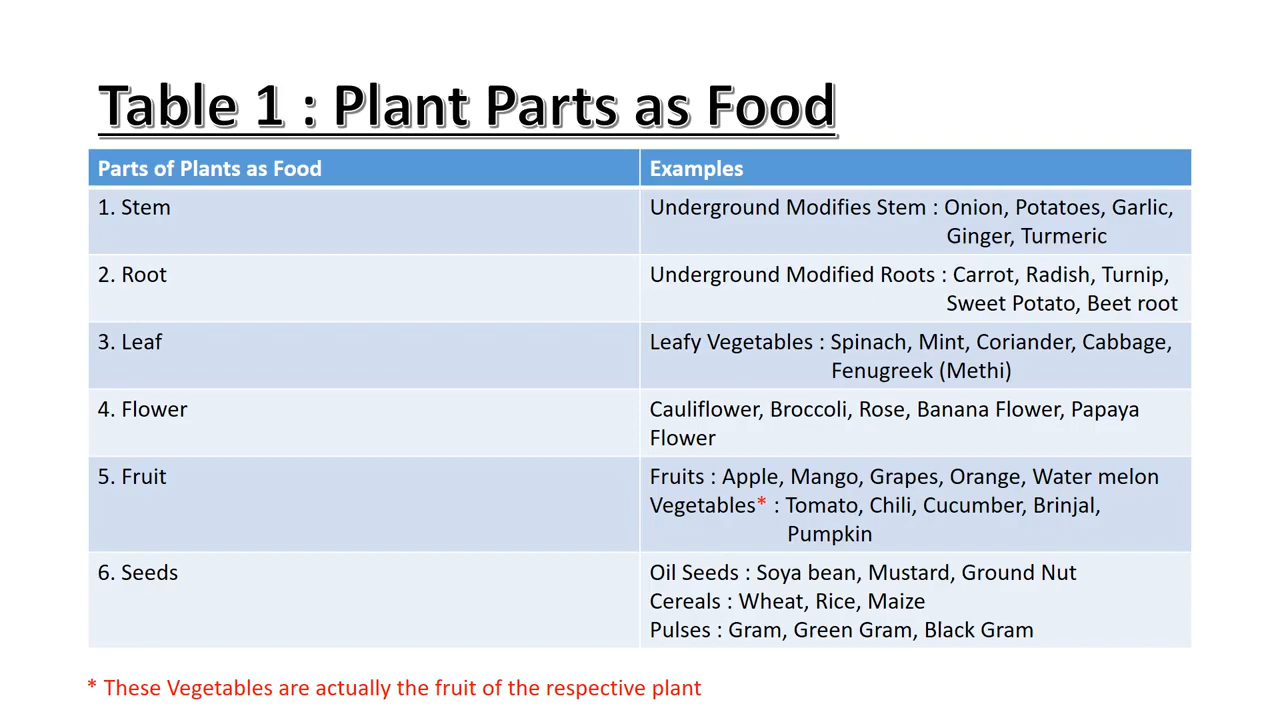 Table 1 : Plant Parts as Food
Parts of Plants as Food
Examples
1. Stem
Underground Modifies Stem : Onion, Potatoes, Garlic,
Ginger, Turmeric
2. Root
Underground Modified Roots : Carrot, Radish, Turnip,
Sweet Potato, Beet root
3. Leaf
Leafy Vegetables : Spinach, Mint, Coriander, Cabbage,
Fenugreek (Methi)
4. Flower
Cauliflower, Broccoli, Rose, Banana Flower, Papaya
Flower
5. Fruit
Fruits : Apple, Mango, Grapes, Orange, Water melon
Vegetables* : Tomato, Chili, Cucumber, Brinjal,
Pumpkin
6. Seeds
Oil Seeds : Soya bean, Mustard, Ground Nut
Cereals : Wheat, Rice, Maize
Pulses : Gram, Green Gram, Black Gram
* These Vegetables are actually the fruit of the respective plant